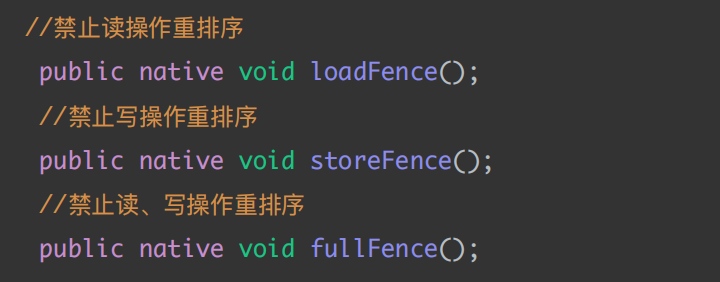 //禁止读操作重排序
public native void loadFence();
//禁止写操作重排序
public native void storeFence();
//禁止读、写操作重排序
public native void fullFence();